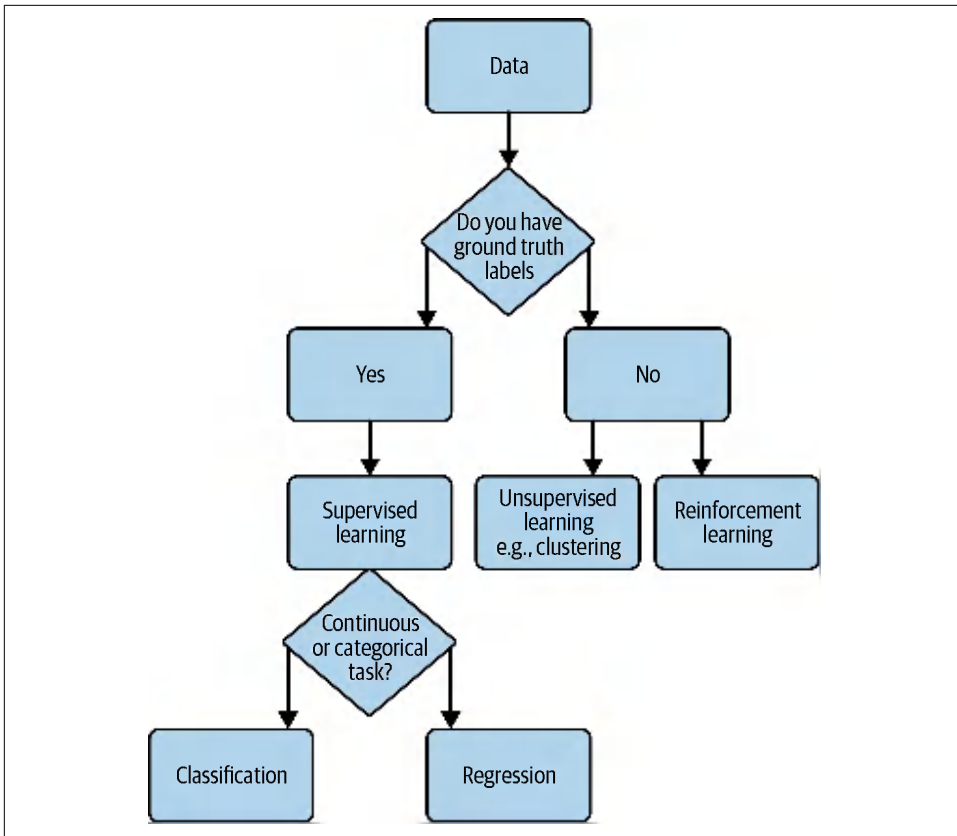 Data
Do you have
ground truth
labels
Yes
No
Supervised
learning
Unsupervised
learning
e.g., clustering
Reinforcement
learning
Continuous
or categorical
task?
Classification
Regression